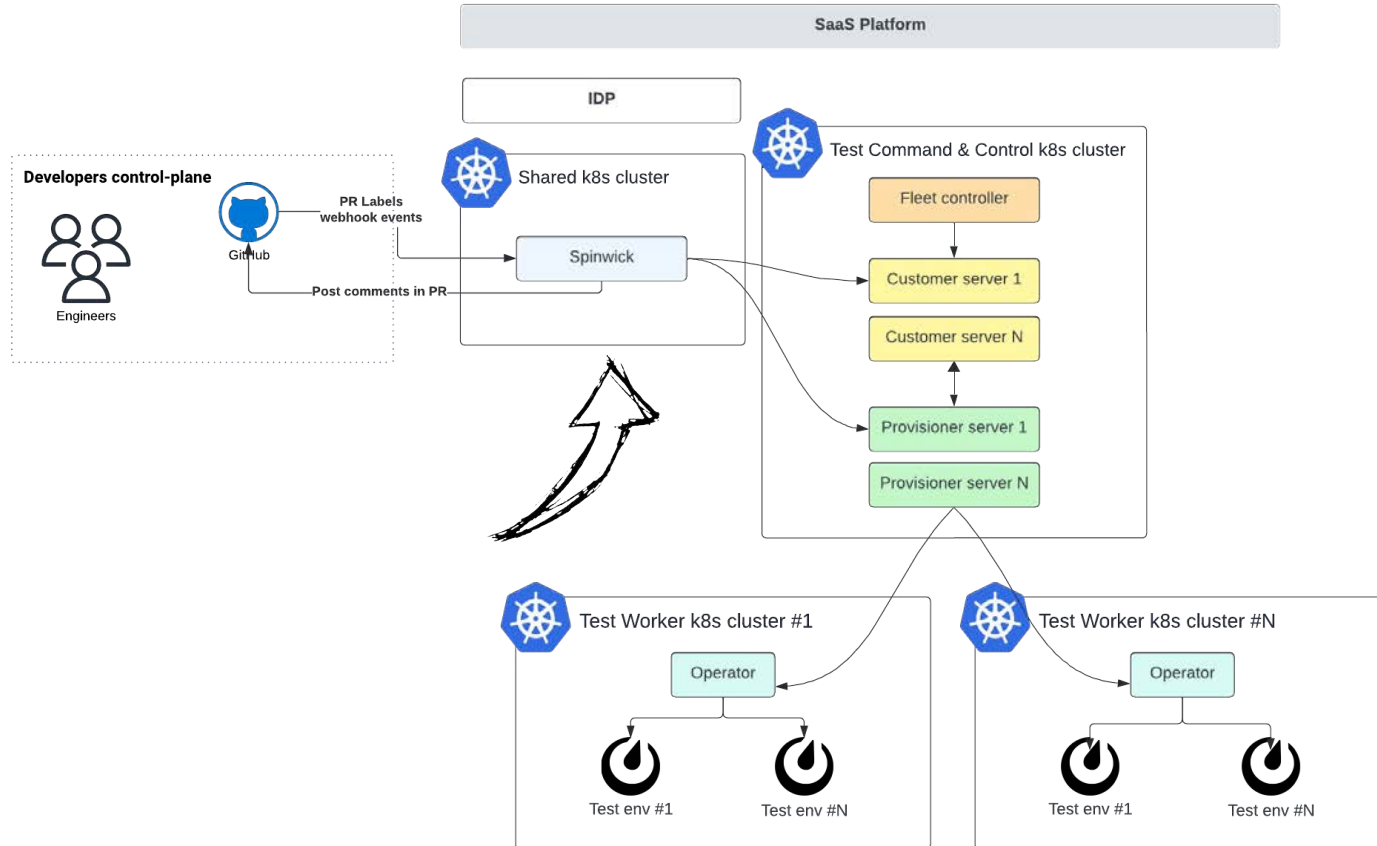 SaaS Platform
IDP
Test Command & Control k8s cluster
Developers control-plane
Shared k8s cluster
Fleet controller
PR Labels
webhook events
GitHub
Spinwick
Customer server 1
Post comments in PR
Engineers
Customer server N
Provisioner server 1
Provisioner server N
Test Worker k8s cluster #1
Test Worker k8s cluster #N
Operator
Operator
Test env #1
Test env #N
Test env #1
Test env #N